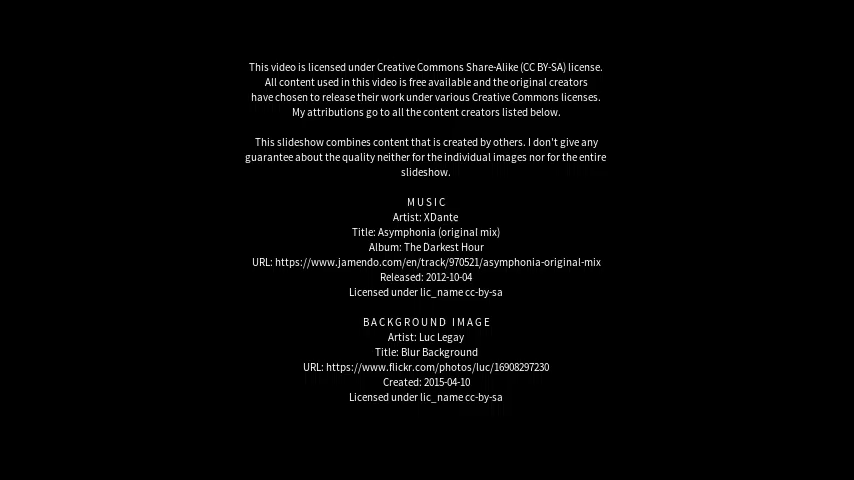 This video is licensed under Creative Commons Share-Alike (CC BY-SA) license.
All content used in this video is free available and the original creators
have chosen to release their work under various Creative Commons licenses.
My attributions go to all the content creators listed below.
This slideshow combines content that is created by others. I don't give any
guarantee about the quality neither for the individual images nor for the entire
slideshow.
MUSIC
Artist: XDante
Title: Asymphonia (original mix)
Album: The Darkest Hour
URL: https://www.jamendo.com/en/track/970521/asymphonia-original-mix
Released: 2012-10-04
Licensed under lic_name cc-by-sa
BACKGROUND IMAGE
Artist: Luc Legay
Title: Blur Background
URL: https://www.flickr.com/photos/luc/16908297230
Created: 2015-04-10
Licensed under lic_name cc-by-sa